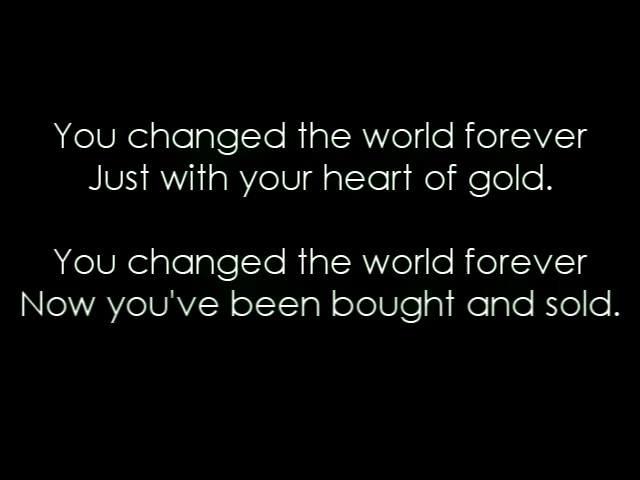 You changed the world forever
Just with your heart of gold.
You changed the world forever
Now you've been bought and sold.